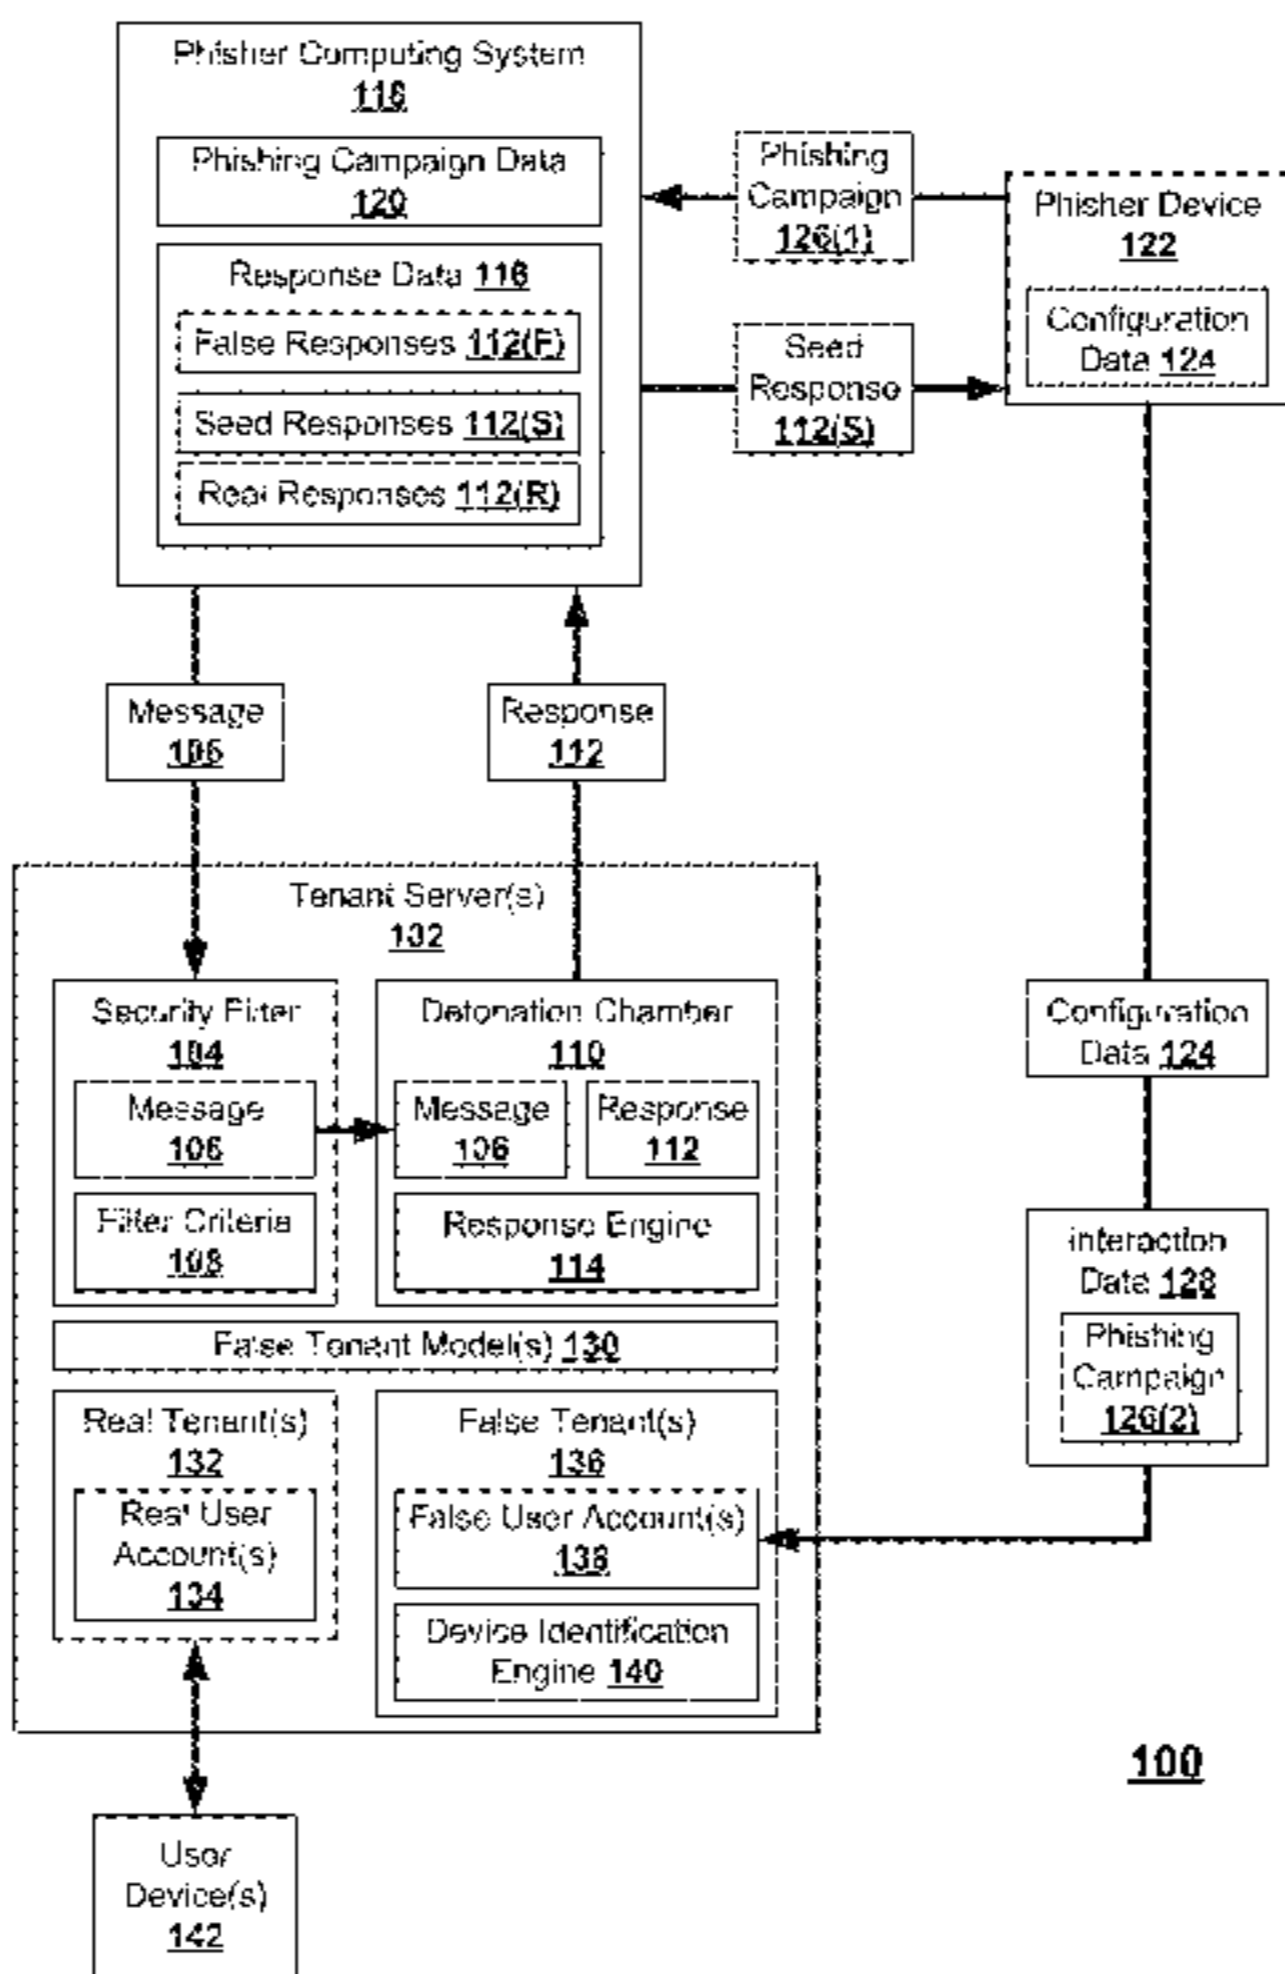 Phisher Computing System
118
Phishing Campaign Data
120
Response Data 116
False Responses 112(F)
Seed Responses 112(S)
Real Responses 112(R)
Phishing
Campaign
126(1)
Seed
Response
112(S)
Phisher Device
122
Configuration
Data 124
Message
106
Response
112
Tenant Server(s)
102
Security Filter
104
Message
106
Filter Criteria
108
Detonation Chamber
110
Message
106
Response
112
Response Engine
114
False Tenant Model(s) 130
Real Tenant(s)
132
Real User
Account(s)
134
False Tenant(s)
136
False User Account(s)
138
Device Identification
Engine 140
Configuration
Data 124
Interaction
Data 128
Phishing
Campaign
126(2)
User
Device(s)
142
100